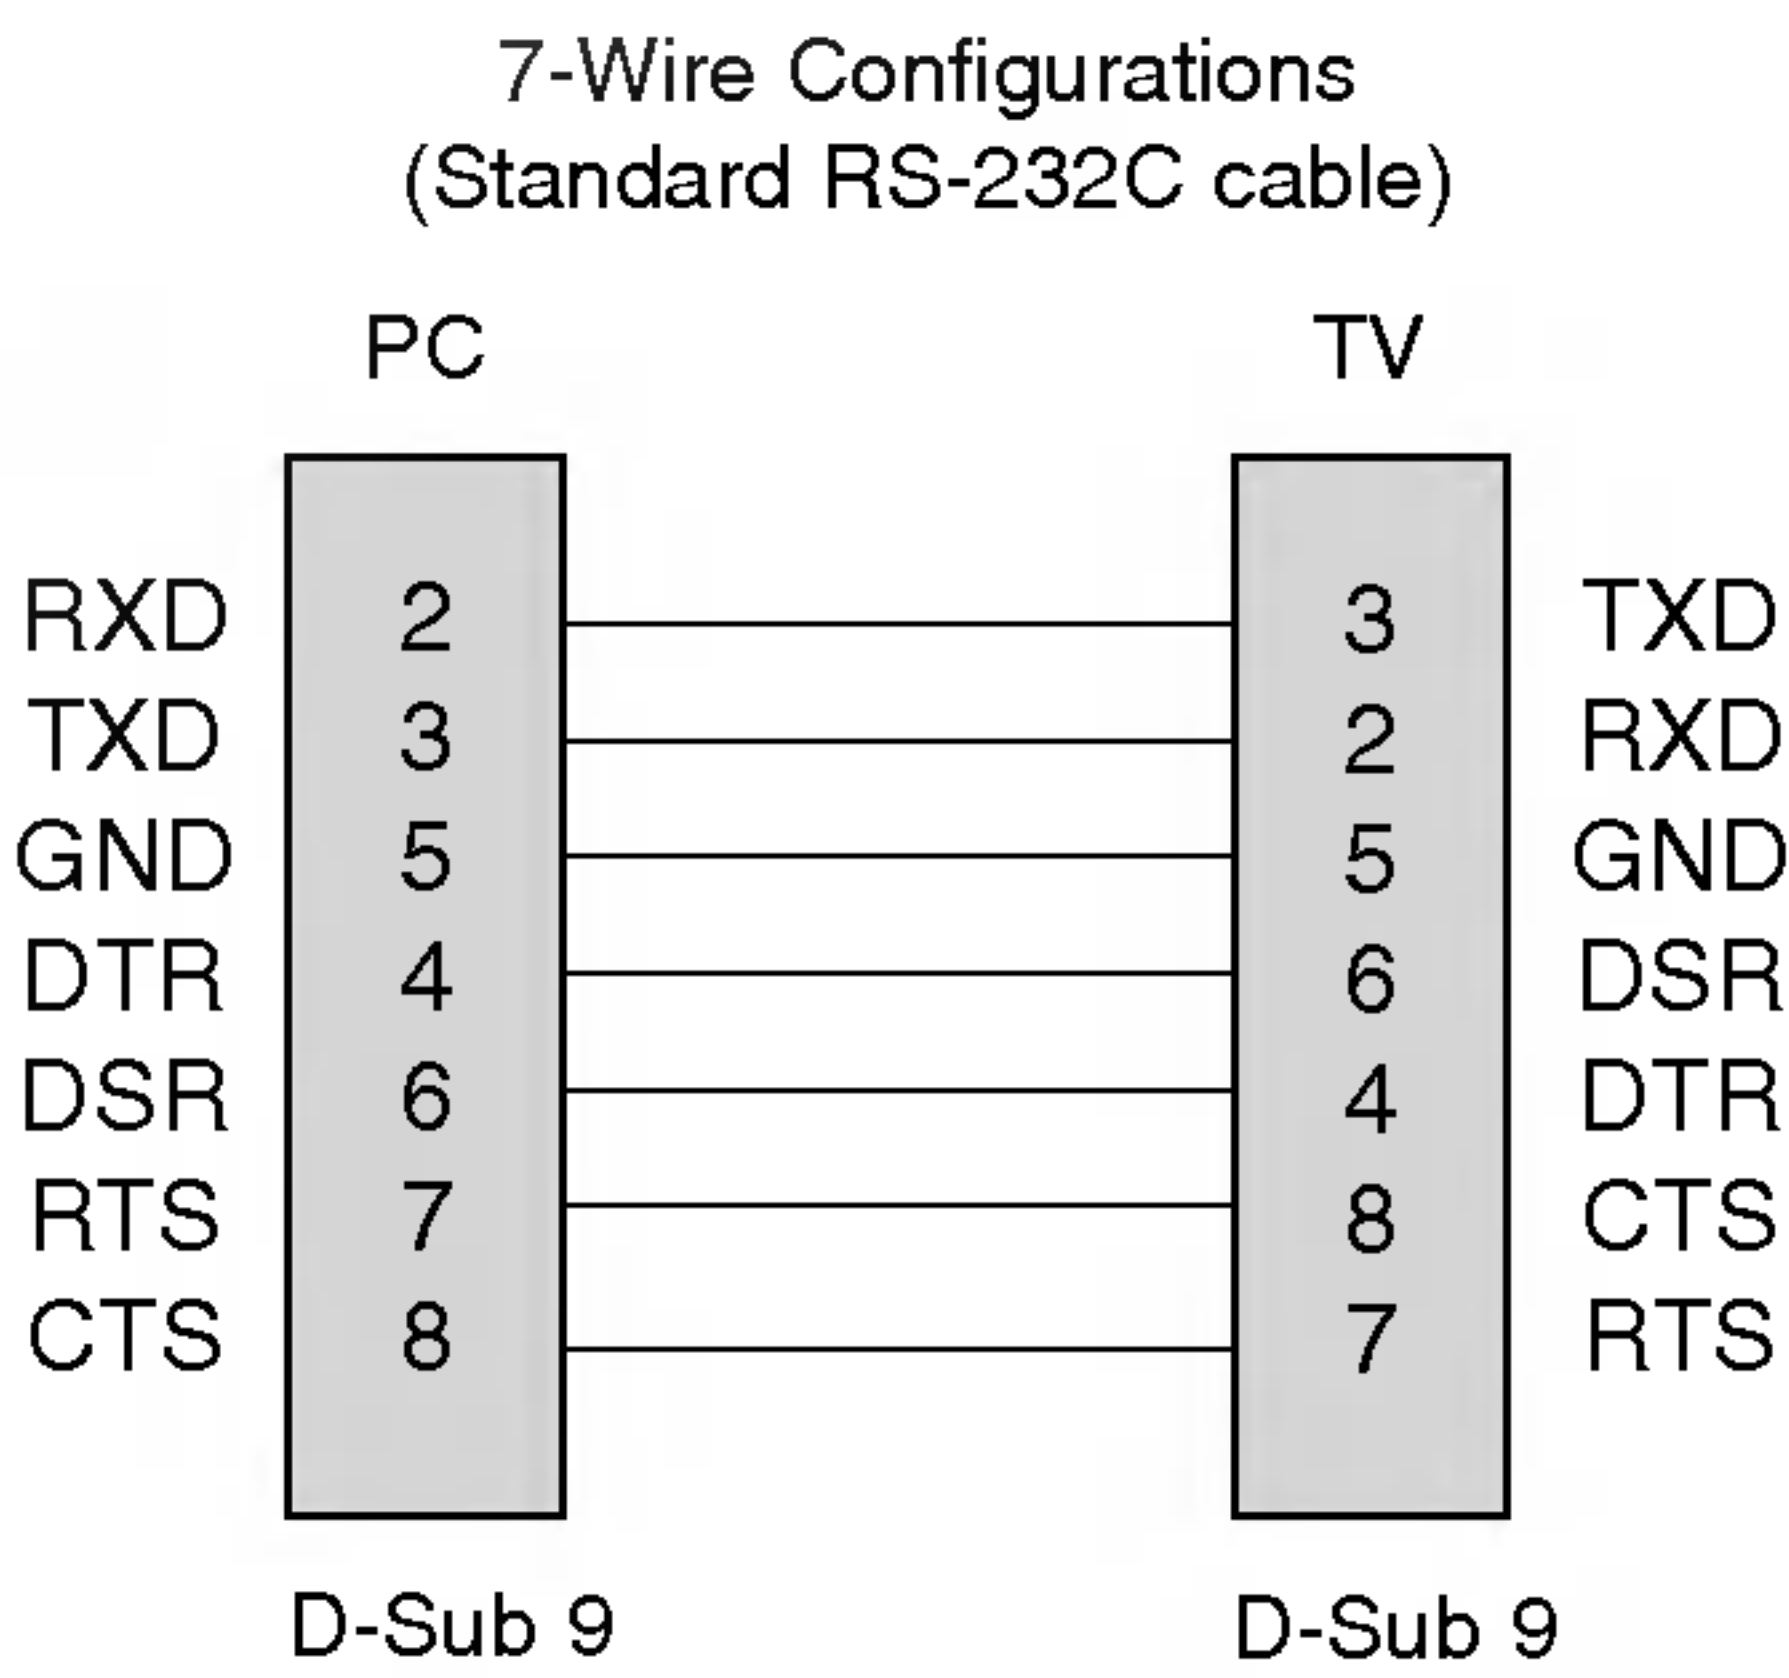 7-Wire Configurations
(Standard RS-232C cable)
PC TV
RXD 2 3 TXD
TXD 3 2 RXD
GND 5 5 GND
DTR 4 6 DSR
DSR 6 4 DTR
RTS 7 8 CTS
CTS 8 7 RTS
D-Sub 9 D-Sub 9